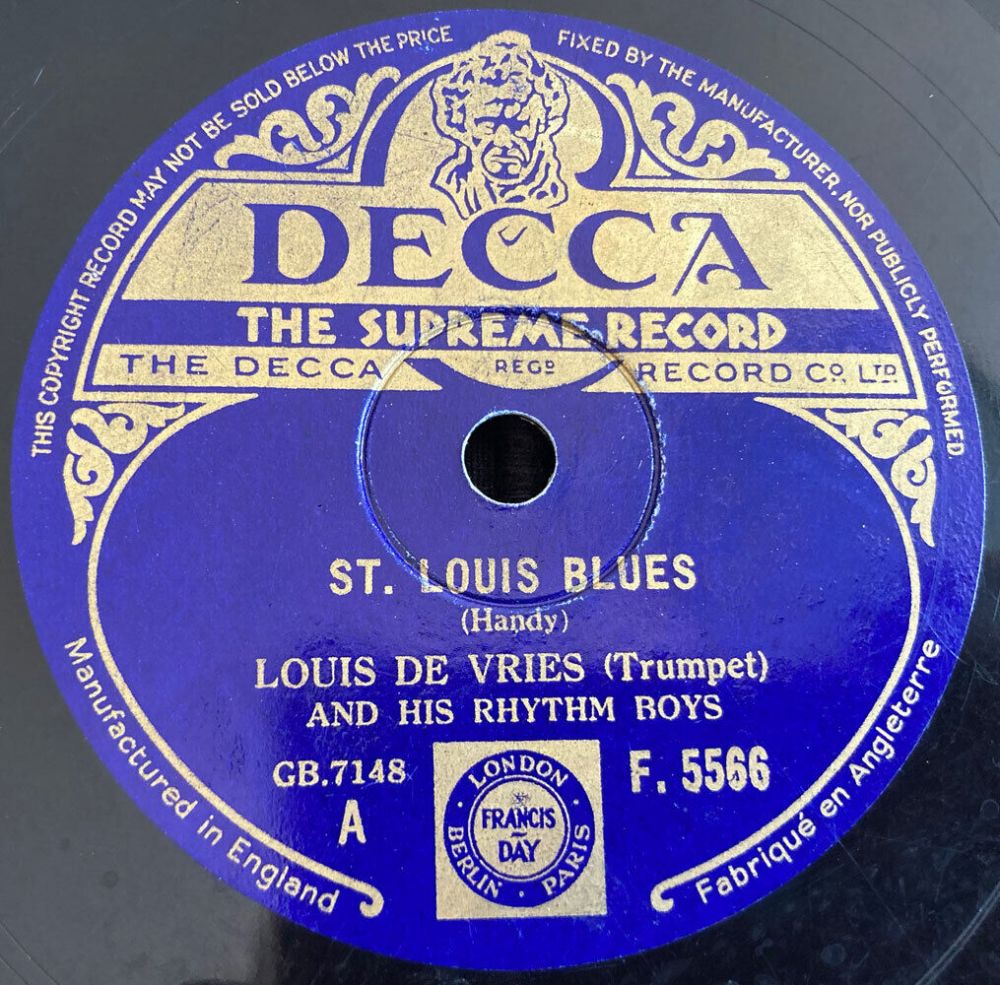 THIS COPYRIGHT RECORD MAY NOT BE SOLD BELOW THE PRICE FIXED BY THE MANUFACTURER, NOR PUBLICLY PERFORMED
DECCA
THE SUPREME RECORD
THE DECCA REGD RECORD CO. LTD.
ST. LOUIS BLUES
(Handy)
LOUIS DE VRIES (Trumpet)
AND HIS RHYTHM BOYS
GB.7148
A
F. 5566
LONDON
FRANCIS
DAY
BERLIN · PARIS
Manufactured in England
Fabriqué en Angleterre